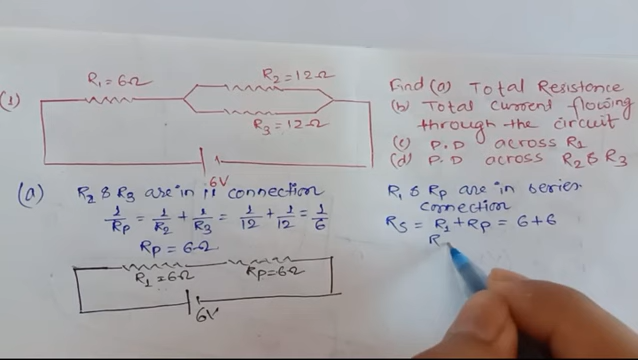 (1)
R₁ = 6Ω
R₂ = 12Ω
R₃ = 12Ω
6V
Find (a) Total Resistance
(b) Total current flowing
through the circuit
(c) P.D across R₁
(d) P.D across R₂ & R₃
(a) R₂ & R₃ are in || connection
1/Rp = 1/R₂ + 1/R₃ = 1/12 + 1/12 = 1/6
Rp = 6Ω
R₁ = 6Ω
Rp = 6Ω
6V
R₁ & Rp are in series
connection
Rs = R₁ + Rp = 6 + 6
R